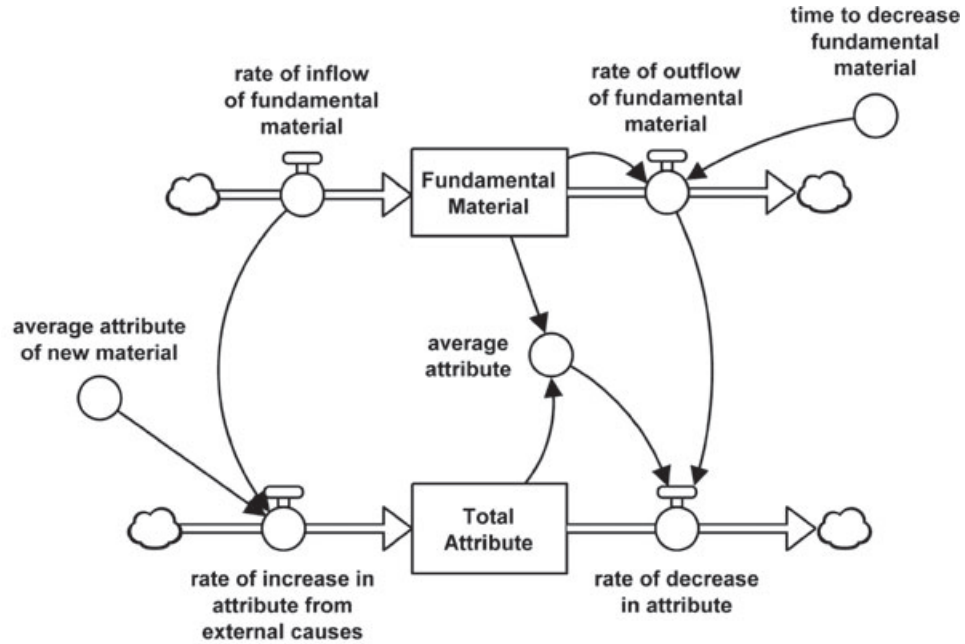 time to decrease
fundamental
material
rate of inflow
of fundamental
material
rate of outflow
of fundamental
material
Fundamental
Material
average attribute
of new material
average
attribute
Total
Attribute
rate of increase in
attribute from
external causes
rate of decrease
in attribute